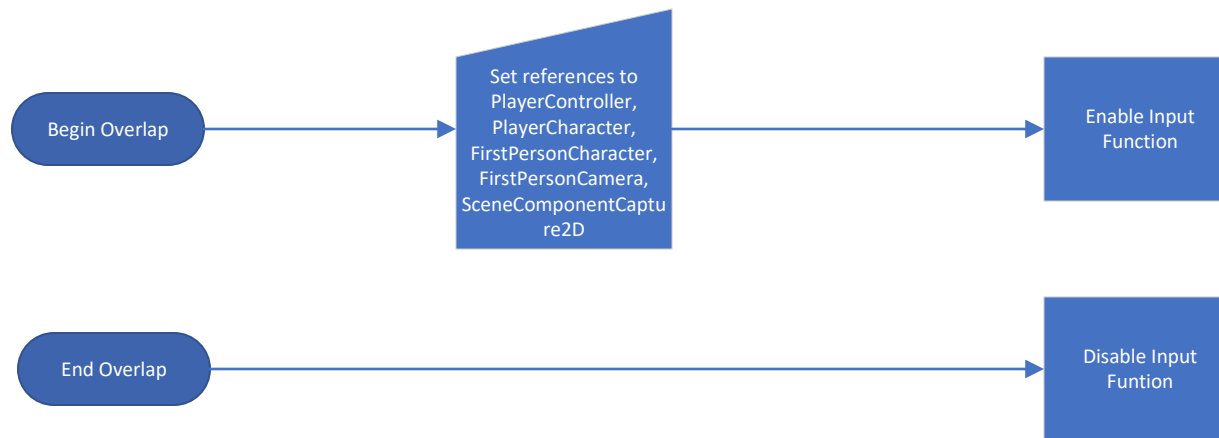 Begin Overlap
Set references to
PlayerController,
PlayerCharacter,
FirstPersonCharacter,
FirstPersonCamera,
SceneComponentCaptu
re2D
Enable Input
Function
End Overlap
Disable Input
Funtion